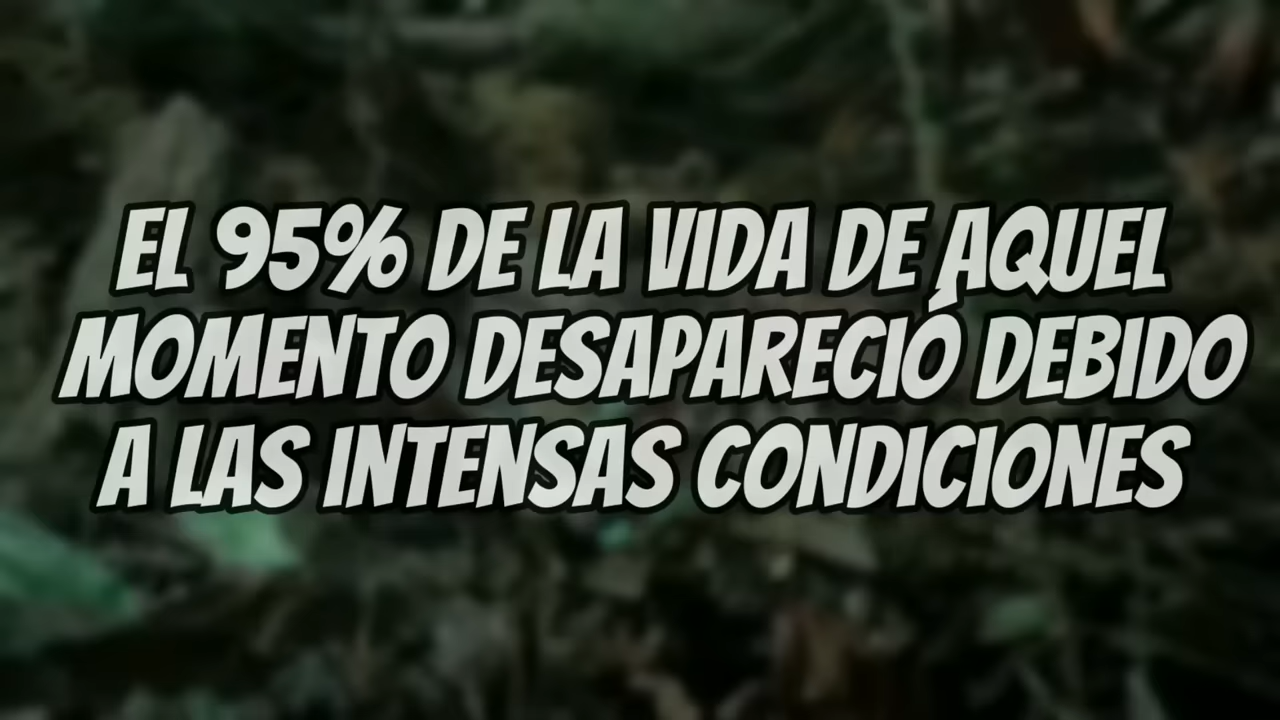 EL 95% DE LA VIDA DE AQUEL
MOMENTO DESAPARECIÓ DEBIDO
A LAS INTENSAS CONDICIONES